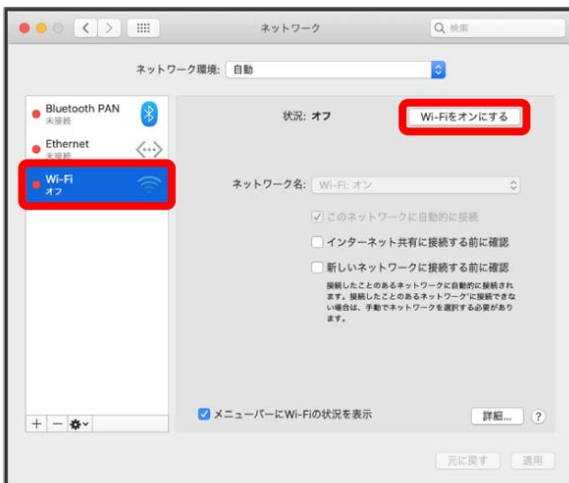 ネットワーク
検索
ネットワーク環境: 自動
Bluetooth PAN
未接続
Ethernet
未接続
Wi-Fi
オフ
状況: オフ
Wi-Fiをオンにする
ネットワーク名: Wi-Fi: オン
このネットワークに自動的に接続
インターネット共有に接続する前に確認
新しいネットワークに接続する前に確認
接続したことのあるネットワークに自動的に接続され
ます。接続したことのあるネットワークに接続できな
い場合は、手動でネットワークを選択する必要があり
ます。
メニューバーにWi-Fiの状況を表示
詳細... ?
元に戻す 適用